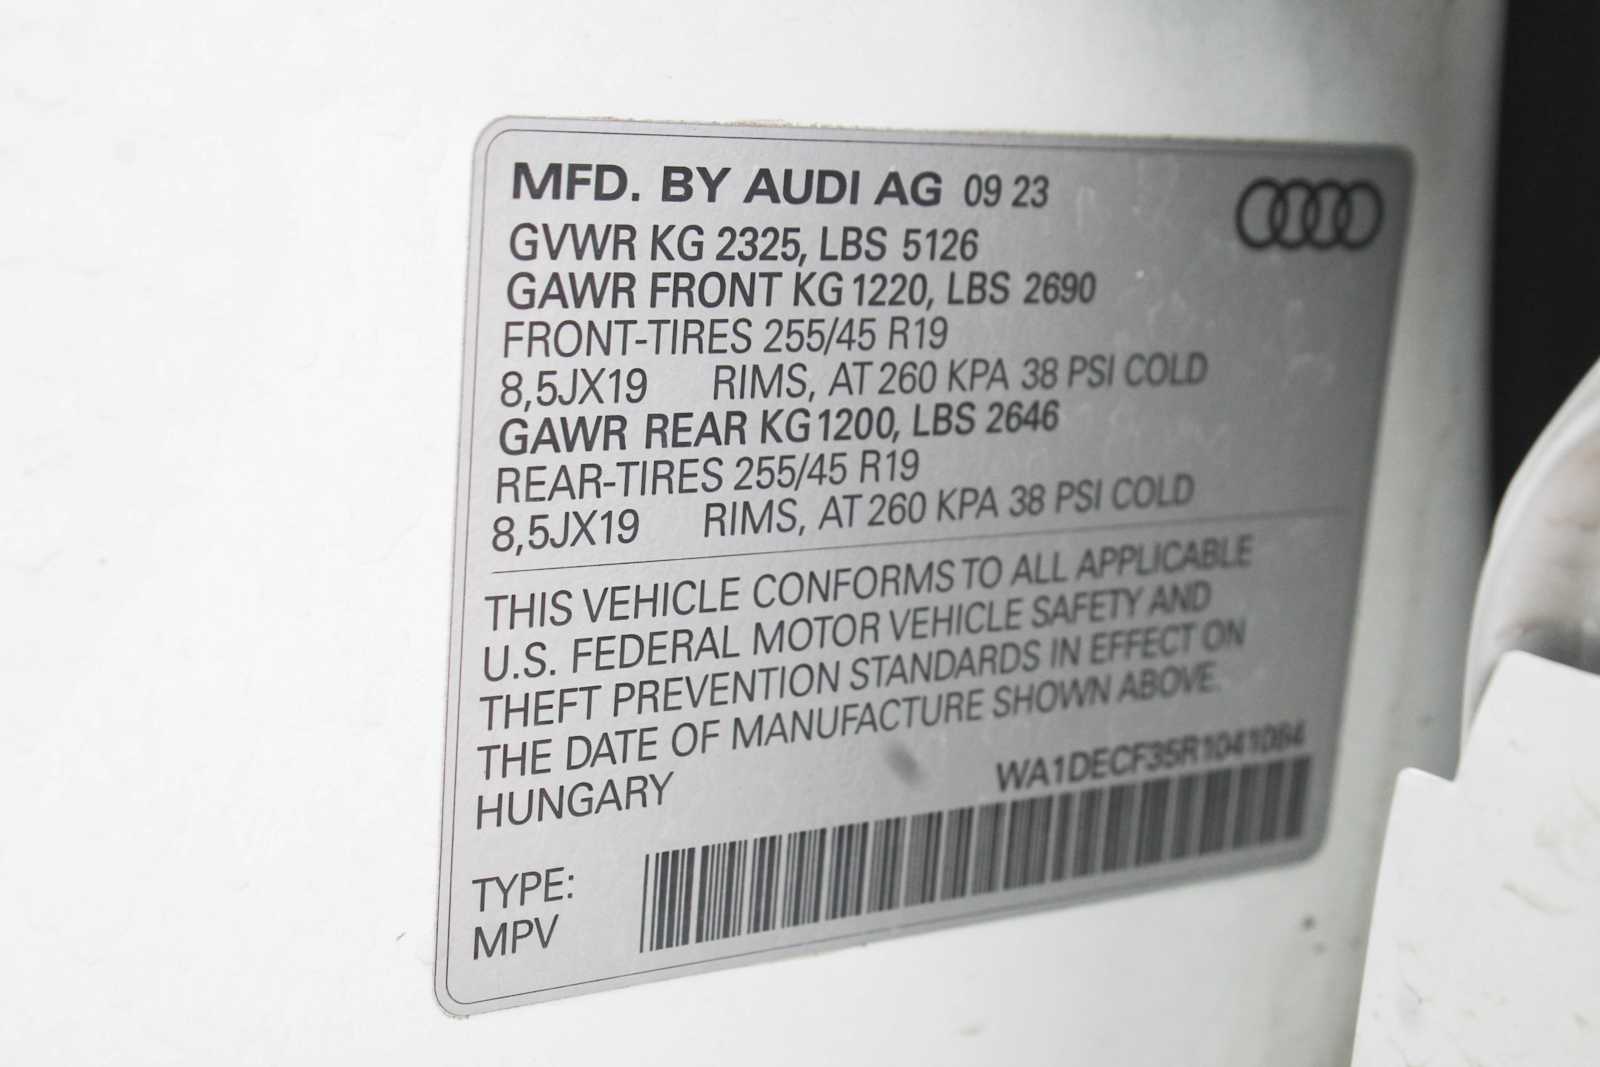 MFD. BY AUDI AG 09 23
GVWR KG 2325, LBS 5126
GAWR FRONT KG 1220, LBS 2690
FRONT-TIRES 255/45 R19
8,5JX19 RIMS, AT 260 KPA 38 PSI COLD
GAWR REAR KG 1200, LBS 2646
REAR-TIRES 255/45 R19
8,5JX19 RIMS, AT 260 KPA 38 PSI COLD
THIS VEHICLE CONFORMS TO ALL APPLICABLE
U.S. FEDERAL MOTOR VEHICLE SAFETY AND
THEFT PREVENTION STANDARDS IN EFFECT ON
THE DATE OF MANUFACTURE SHOWN ABOVE.
HUNGARY
WA1DECF35R1041084
TYPE:
MPV